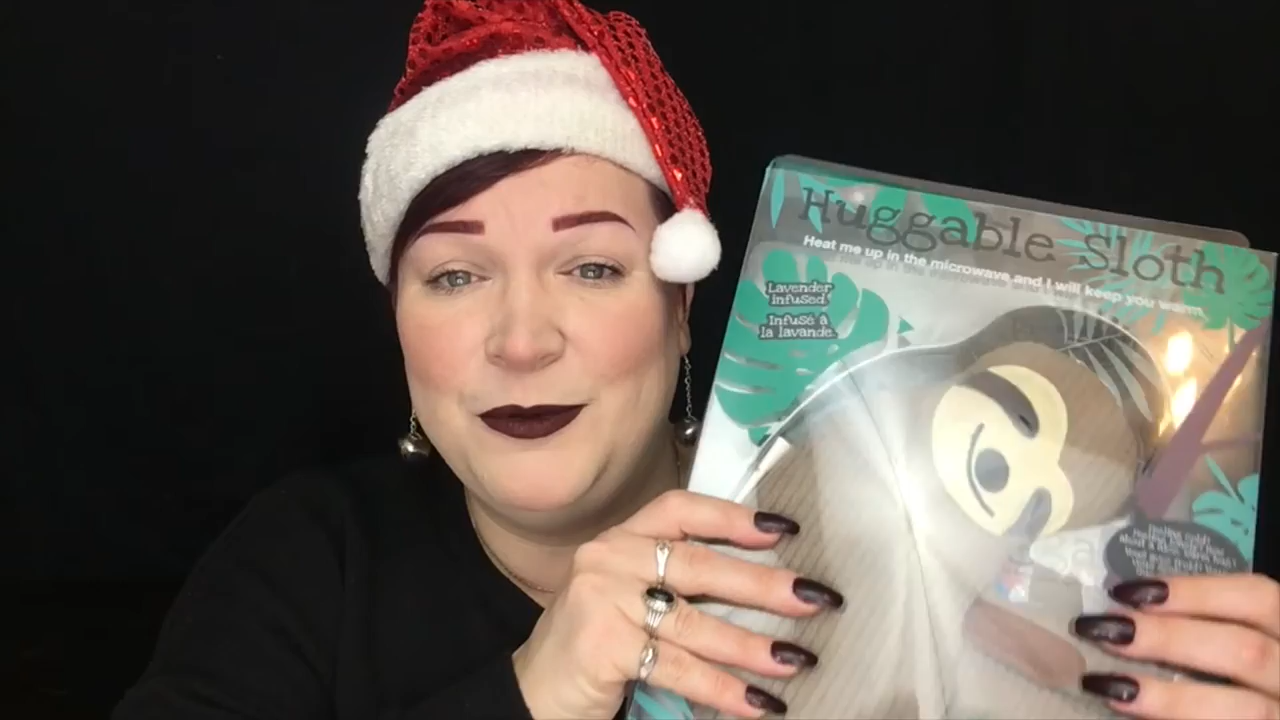 Huggable Sloth
Heat me up in the microwave and I will keep you warm.
Lavender
infused
Infusé à
la lavande.